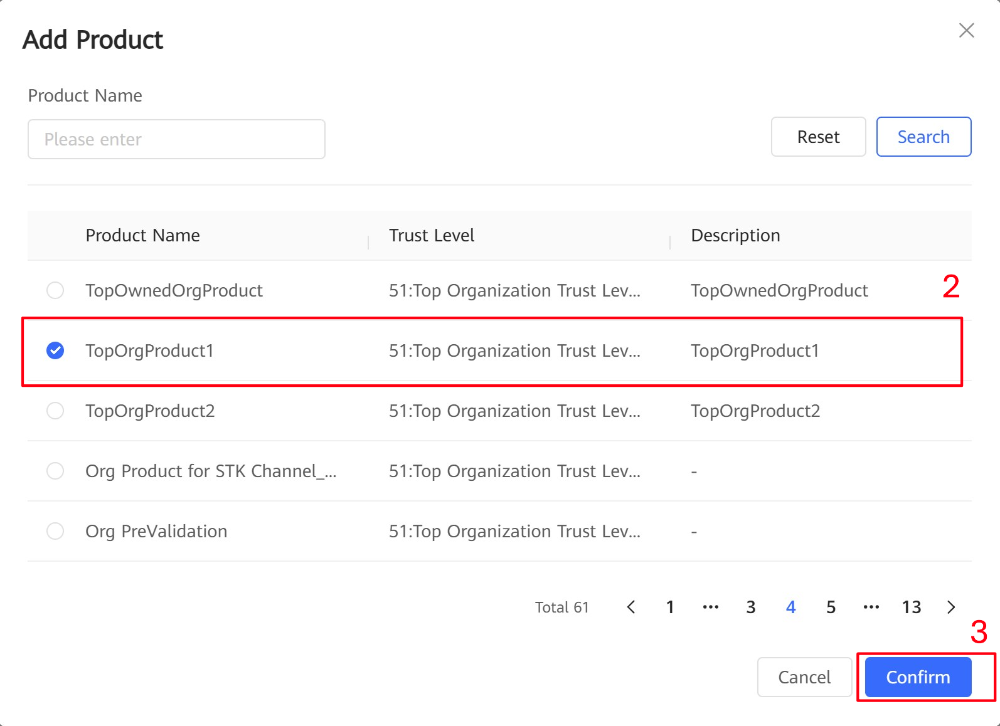 Add Product
Product Name
Please enter
Reset Search
Product Name Trust Level Description
TopOwnedOrgProduct 51:Top Organization Trust Lev... TopOwnedOrgProduct 2
TopOrgProduct1 51:Top Organization Trust Lev... TopOrgProduct1
TopOrgProduct2 51:Top Organization Trust Lev... TopOrgProduct2
Org Product for STK Channel_... 51:Top Organization Trust Lev... -
Org PreValidation 51:Top Organization Trust Lev... -
Total 61 < 1 ... 3 4 5 ... 13 >
3
Cancel Confirm